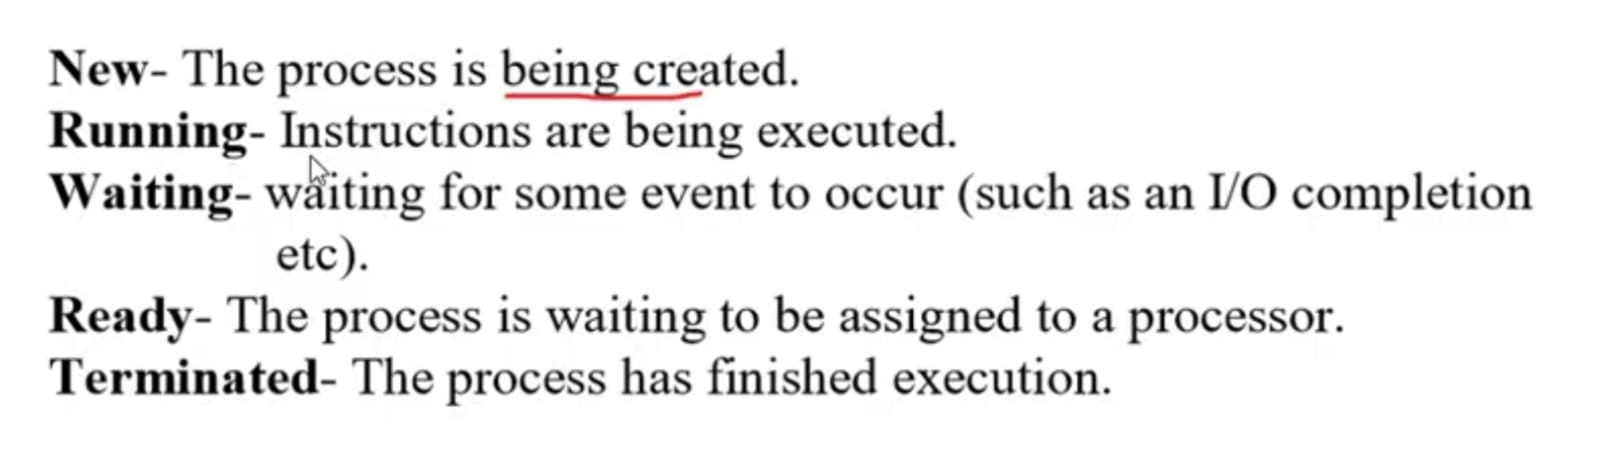 New- The process is being created.
Running- Instructions are being executed.
Waiting- waiting for some event to occur (such as an I/O completion
etc).
Ready- The process is waiting to be assigned to a processor.
Terminated- The process has finished execution.